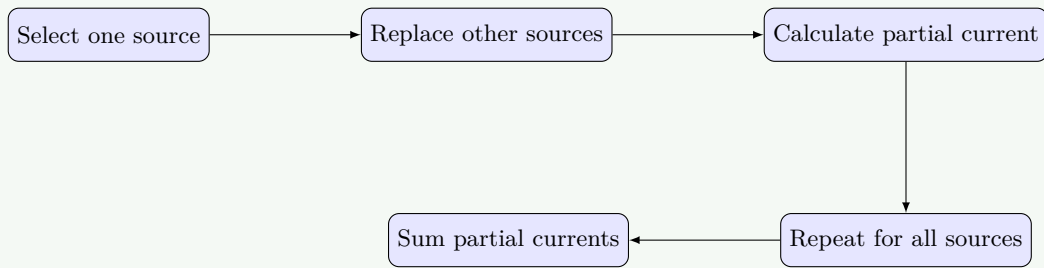 Select one source
Replace other sources
Calculate partial current
Repeat for all sources
Sum partial currents